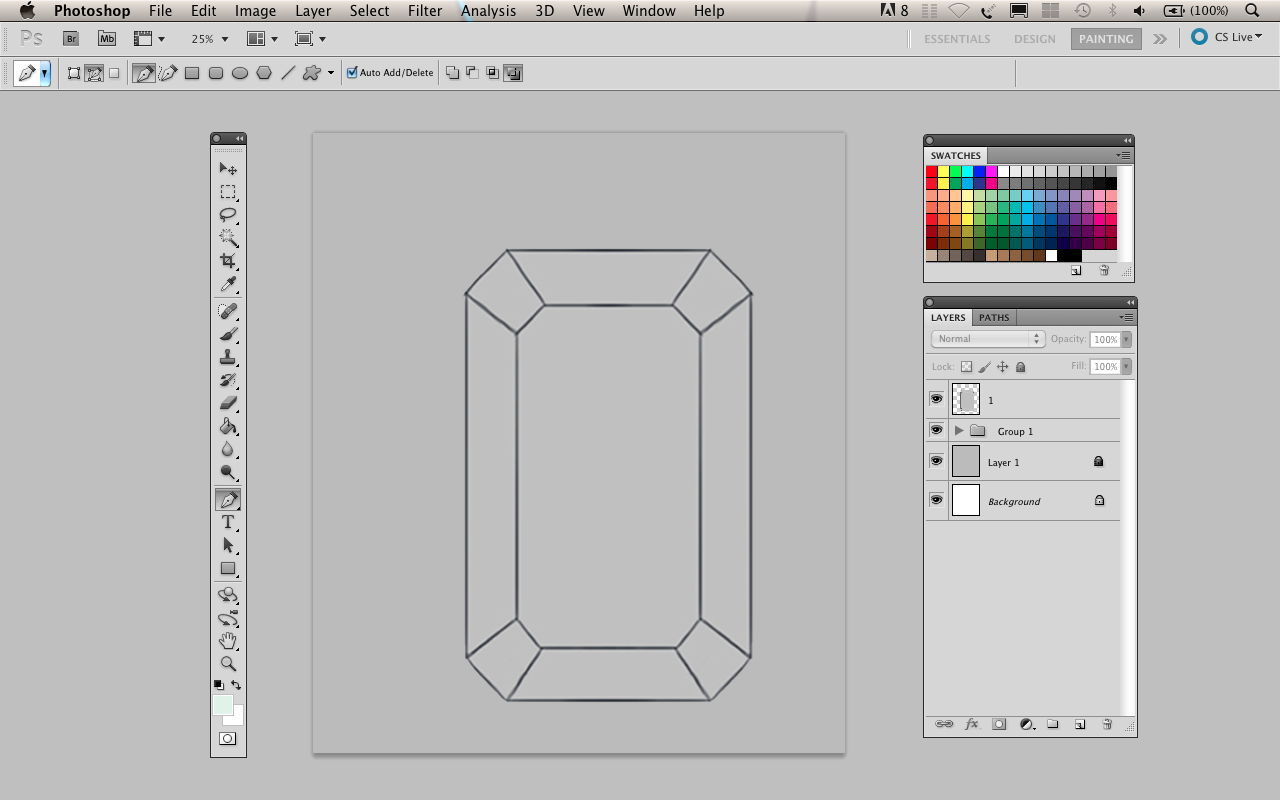 Photoshop File Edit Image Layer Select Filter Analysis 3D View Window Help 8 (100%)
Ps Br Mb 25% ESSENTIALS DESIGN PAINTING CS Live
Auto Add/Delete
SWATCHES
LAYERS PATHS
Normal Opacity: 100%
Lock: Fill: 100%
1
Group 1
Layer 1
Background
T
fx